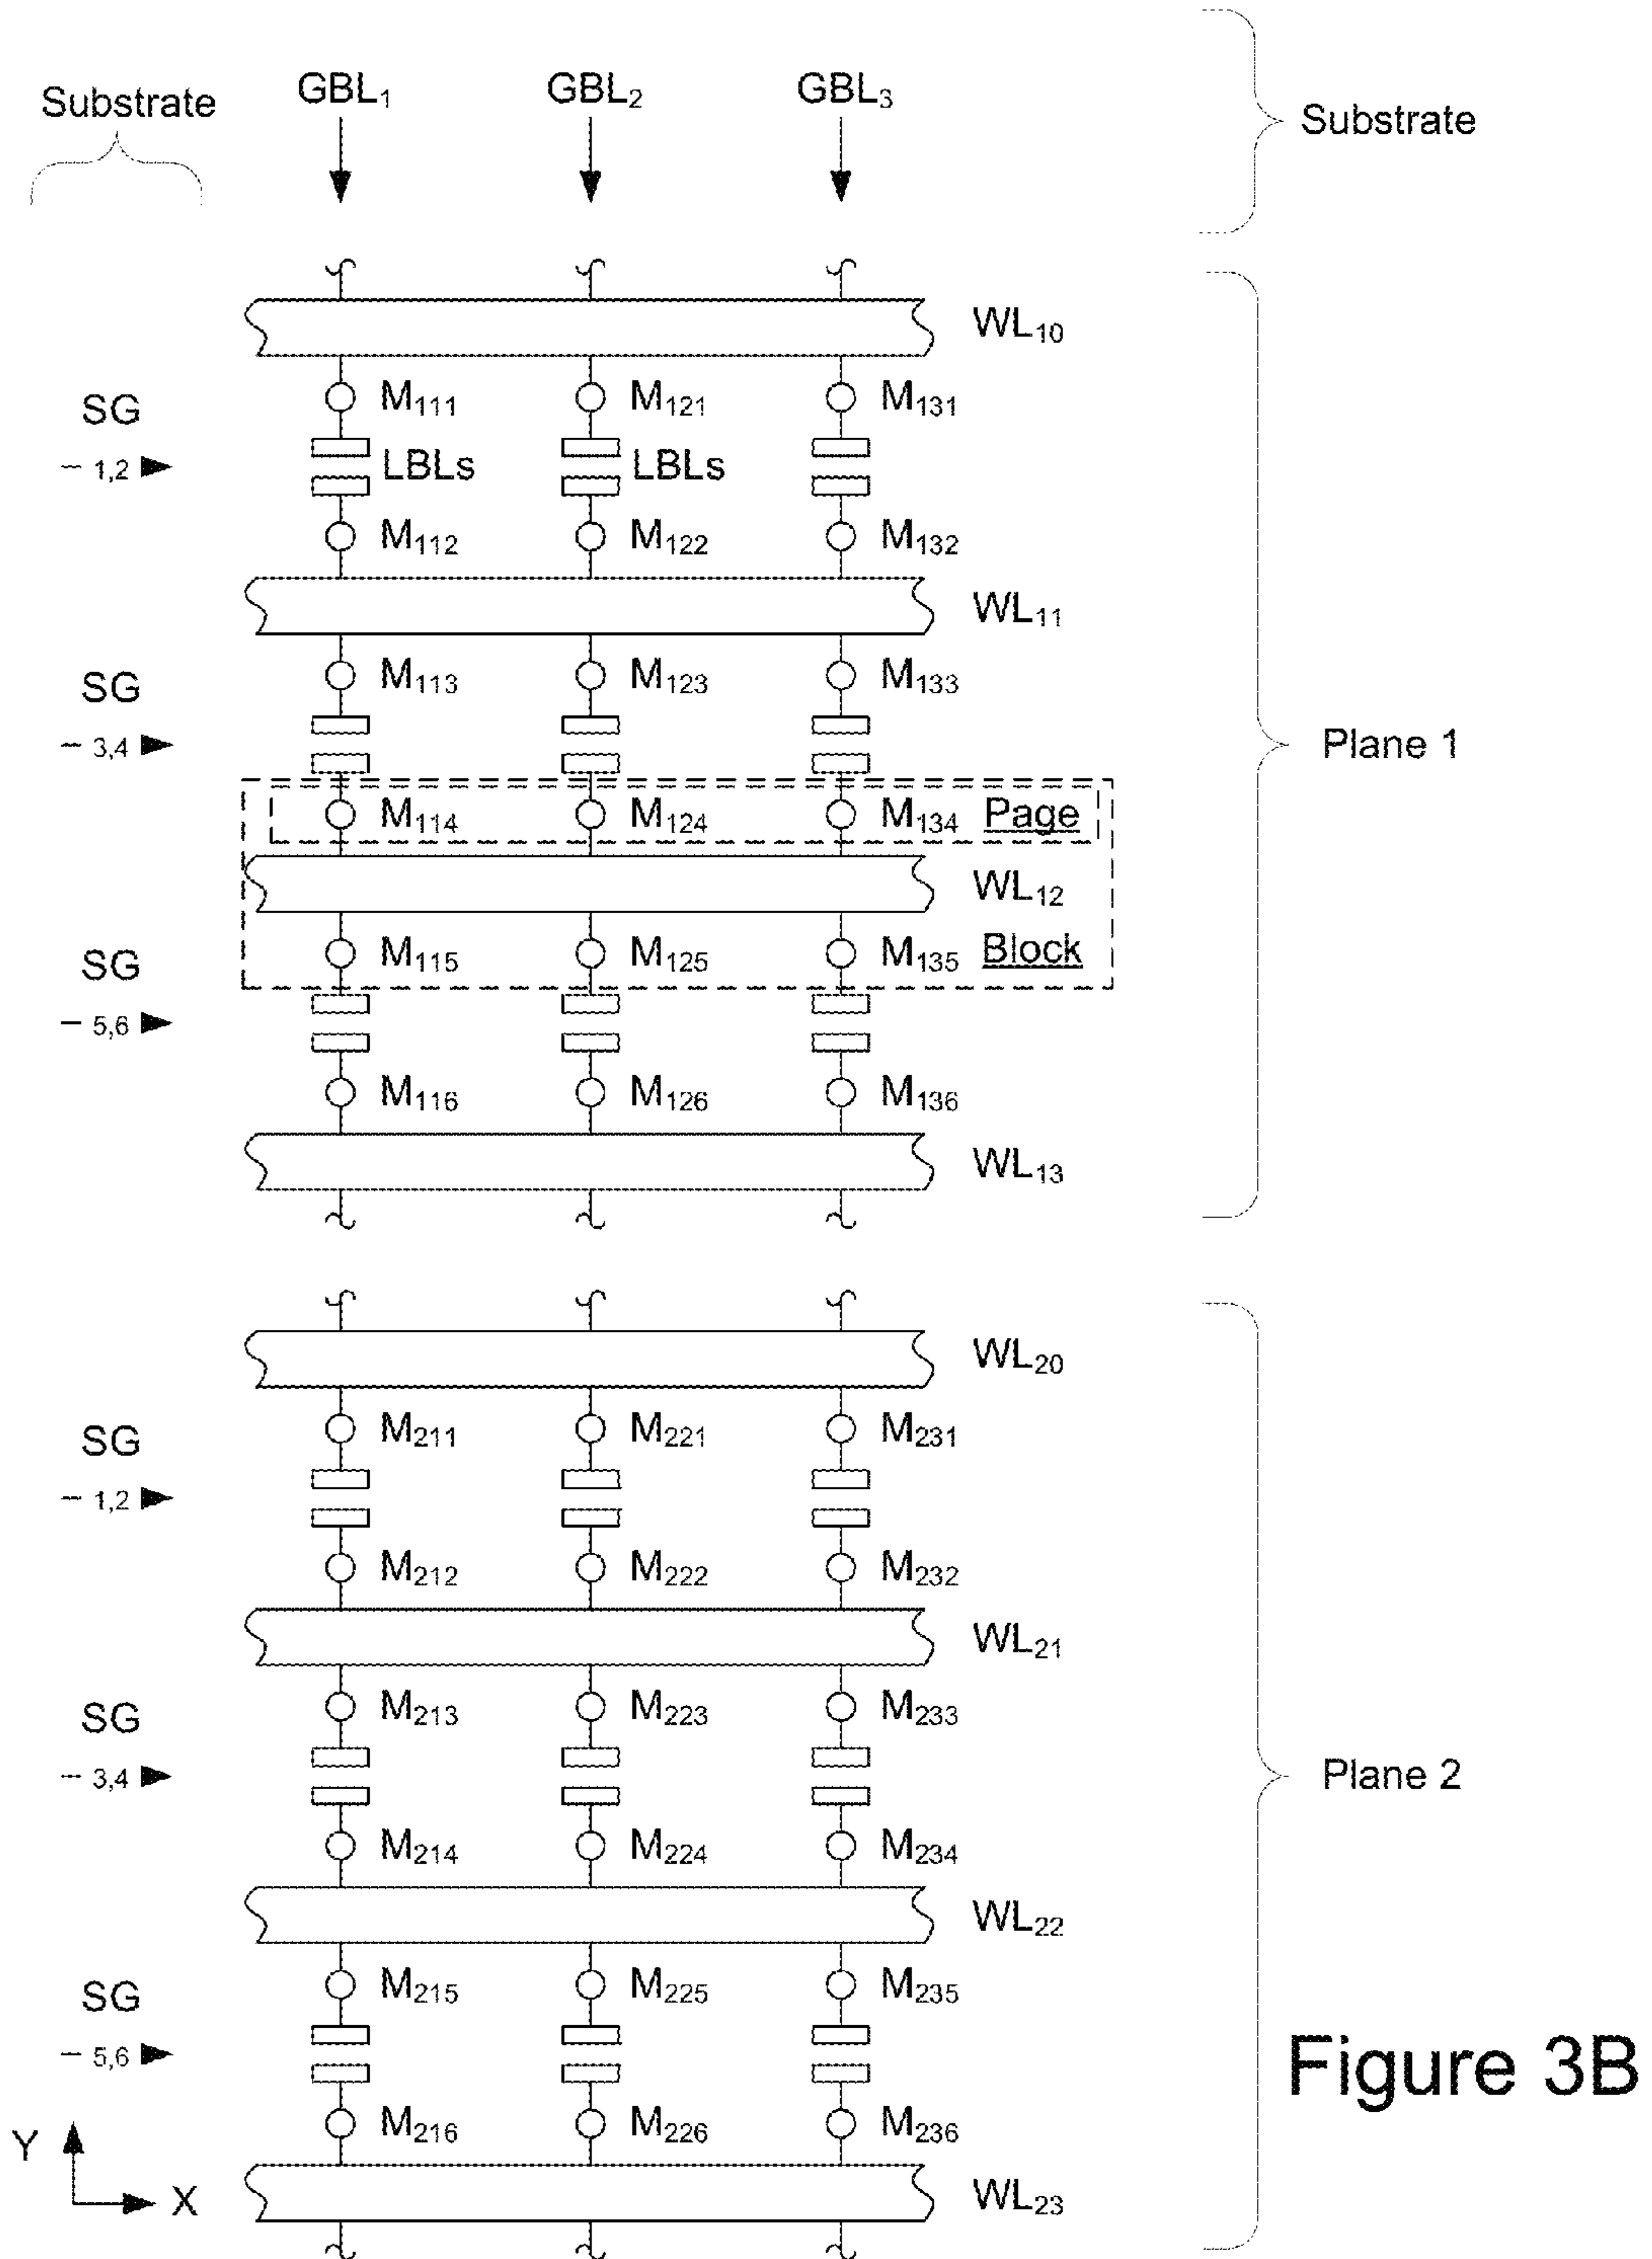 Substrate GBL₁ GBL₂ GBL₃ Substrate
WL₁₀
SG M₁₁₁ M₁₂₁ M₁₃₁
1,2 LBLs LBLs
M₁₁₂ M₁₂₂ M₁₃₂
WL₁₁
SG M₁₁₃ M₁₂₃ M₁₃₃
3,4 Plane 1
M₁₁₄ M₁₂₄ M₁₃₄ Page
WL₁₂
SG M₁₁₅ M₁₂₅ M₁₃₅ Block
5,6
M₁₁₆ M₁₂₆ M₁₃₆
WL₁₃
WL₂₀
SG M₂₁₁ M₂₂₁ M₂₃₁
1,2
M₂₁₂ M₂₂₂ M₂₃₂
WL₂₁
SG M₂₁₃ M₂₂₃ M₂₃₃
3,4 Plane 2
M₂₁₄ M₂₂₄ M₂₃₄
WL₂₂
SG M₂₁₅ M₂₂₅ M₂₃₅
5,6
M₂₁₆ M₂₂₆ M₂₃₆
WL₂₃
Y
X
Figure 3B